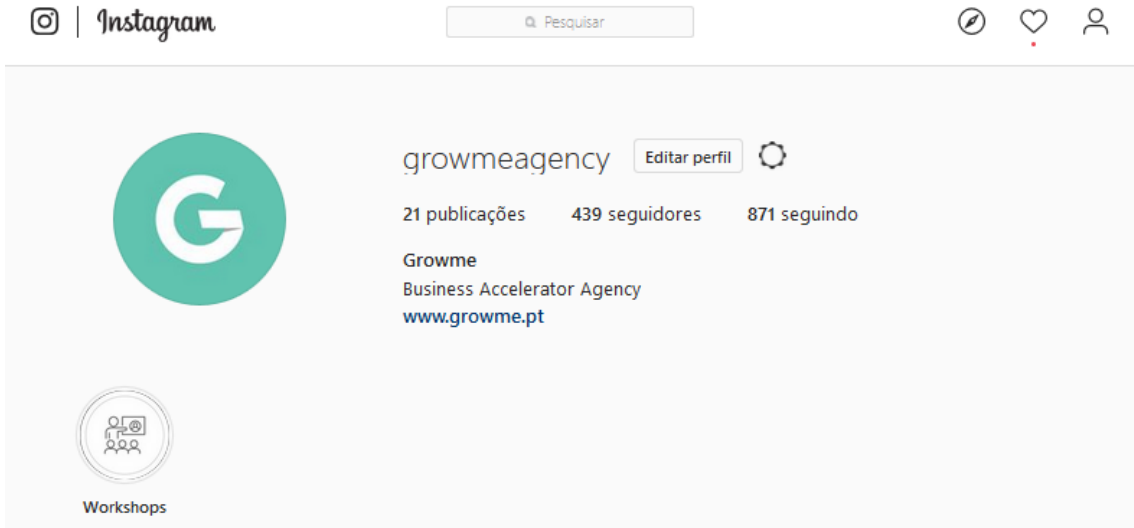 Instagram
Pesquisar
growmeagency Editar perfil
21 publicações 439 seguidores 871 seguindo
Growme
Business Accelerator Agency
www.growme.pt
G
Workshops